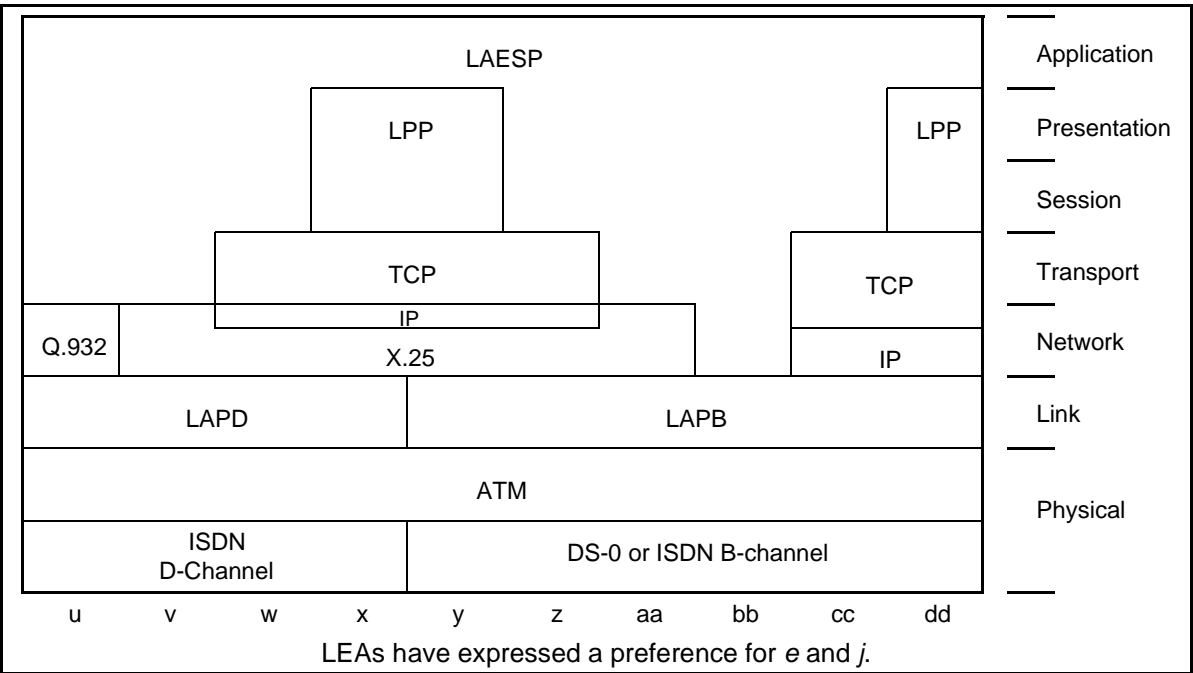 LAESP
Application
LPP
LPP
Presentation
Session
TCP
TCP
Transport
IP
Q.932
X.25
IP
Network
LAPD
LAPB
Link
ATM
Physical
ISDN
D-Channel
DS-0 or ISDN B-channel
u v w x y z aa bb cc dd
LEAs have expressed a preference for e and j.